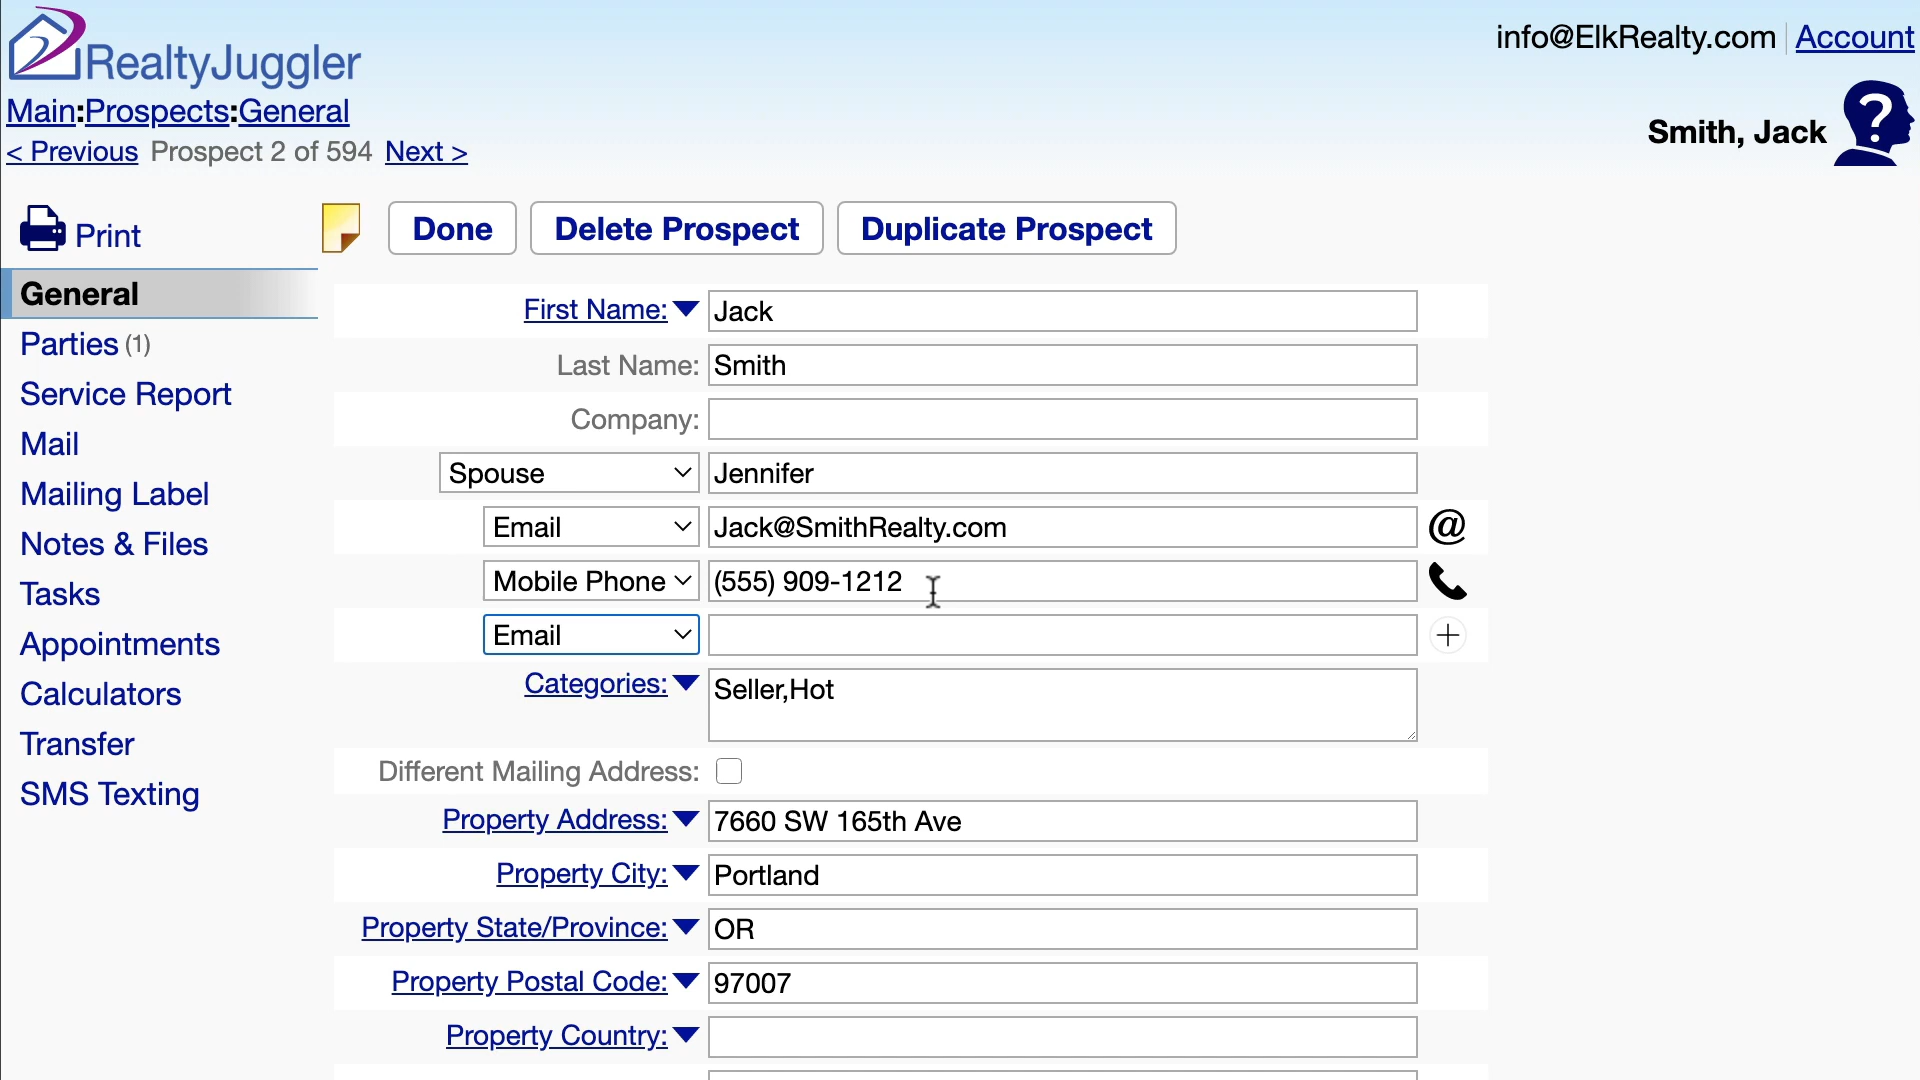 RealtyJuggler
info@ElkRealty.com Account
Main:Prospects:General
< Previous Prospect 2 of 594 Next >
Smith, Jack
Print
Done Delete Prospect Duplicate Prospect
General
Parties (1)
Service Report
Mail
Mailing Label
Notes & Files
Tasks
Appointments
Calculators
Transfer
SMS Texting
First Name: Jack
Last Name: Smith
Company:
Spouse Jennifer
Email Jack@SmithRealty.com @
Mobile Phone (555) 909-1212
Email
Categories: Seller,Hot
Different Mailing Address:
Property Address: 7660 SW 165th Ave
Property City: Portland
Property State/Province: OR
Property Postal Code: 97007
Property Country: